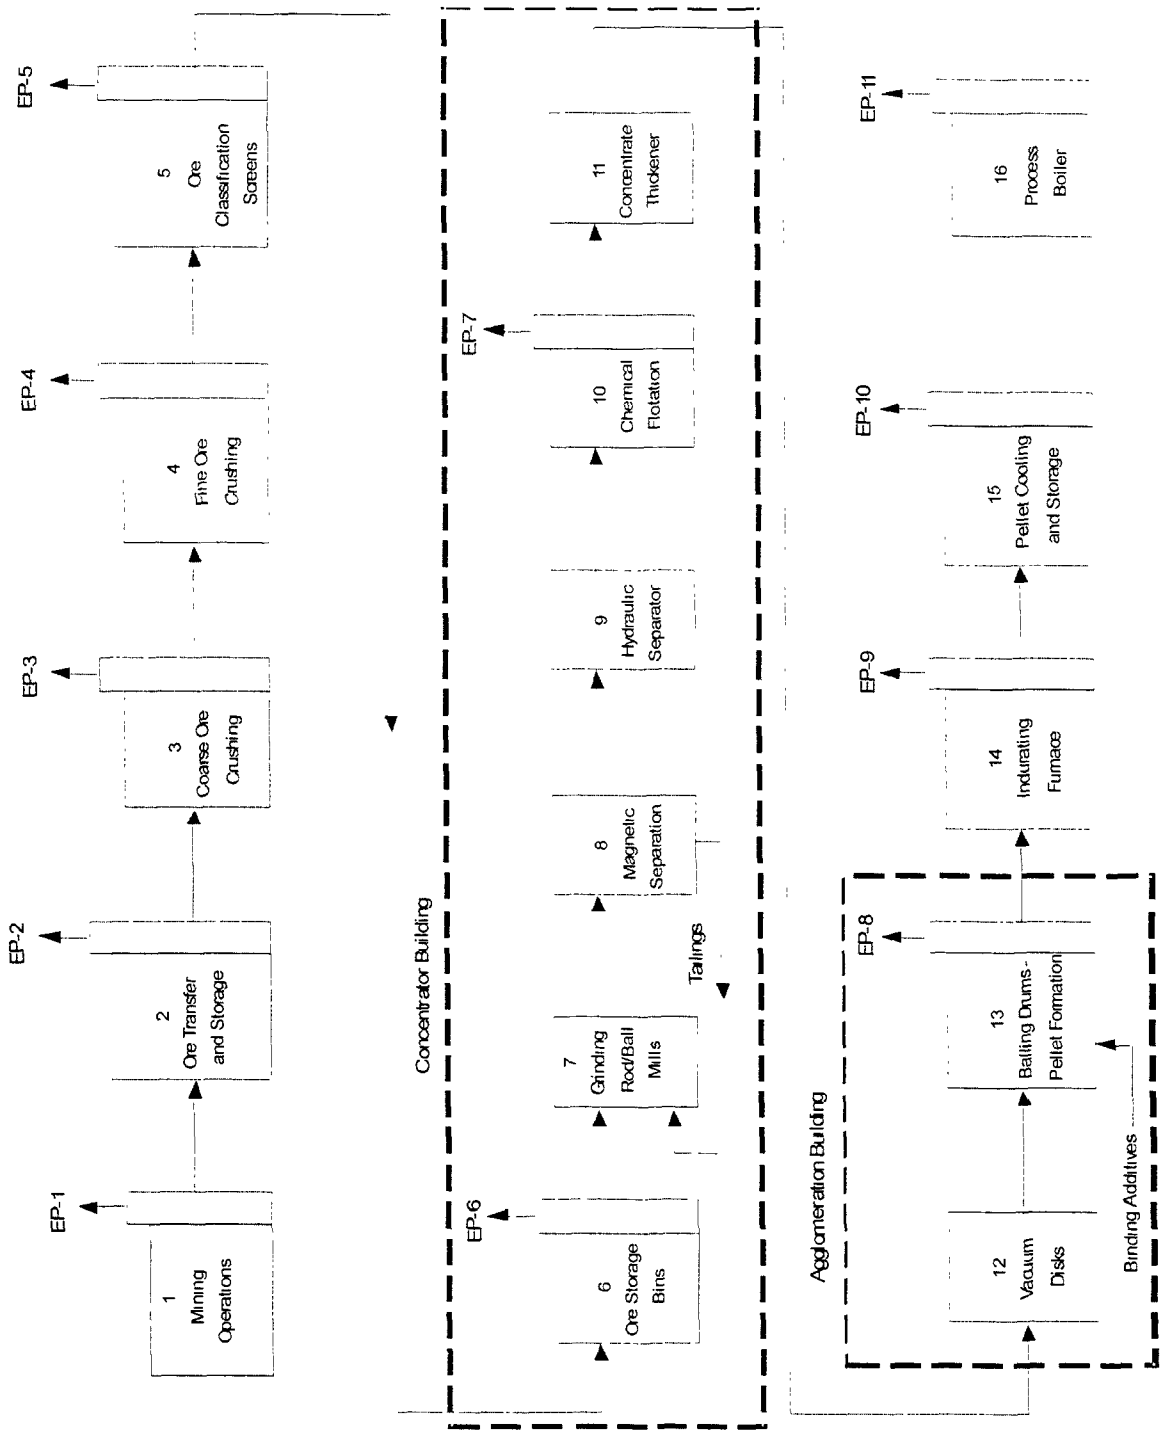 EP-1
EP-2
EP-3
EP-4
EP-5
1
Mining
Operations
2
Ore Transfer
and Storage
3
Coarse Ore
Crushing
4
Fine Ore
Crushing
5
Ore
Classification
Screens
Concentrator Building
EP-6
EP-7
6
Ore Storage
Bins
7
Grinding
Rod/Ball
Mills
8
Magnetic
Separation
9
Hydraulic
Separator
10
Chemical
Flotation
11
Concentrate
Thickener
Tailings
Agglomeration Building
EP-8
EP-9
EP-10
EP-11
12
Vacuum
Disks
13
Balling Drums -
Pellet Formation
14
Indurating
Furnace
15
Pellet Cooling
and Storage
16
Process
Boiler
Binding Additives